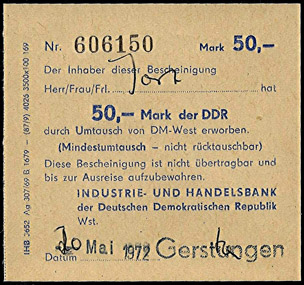 Nr. 606150 Mark 50,—
Der Inhaber dieser Bescheinigung
Herr/Frau/Frl. hat
50,— Mark der DDR
durch Umtausch von DM-West erworben.
(Mindestumtausch – nicht rücktauschbar)
Diese Bescheinigung ist nicht übertragbar und
bis zur Ausreise aufzubewahren.
INDUSTRIE- UND HANDELSBANK
der Deutschen Demokratischen Republik
Wst.
20 Mai 1972 Gerstungen
Datum
IHB 3652 Ag 307/69 B 1679 – (87/9) 4026 3500x100 169